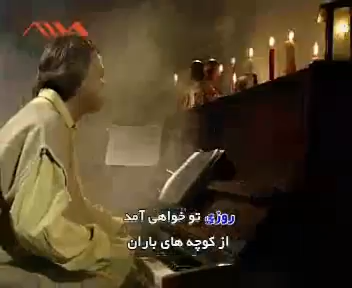 روزی تو خواهی آمد
از کوچه های باران